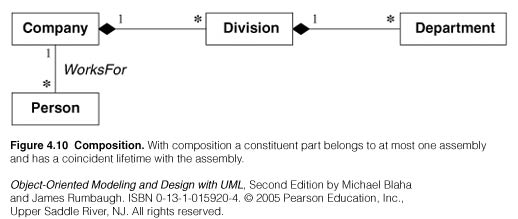 Company 1 * Division 1 * Department
1
WorksFor
*
Person
Figure 4.10 Composition. With composition a constituent part belongs to at most one assembly
and has a coincident lifetime with the assembly.
Object-Oriented Modeling and Design with UML, Second Edition by Michael Blaha
and James Rumbaugh. ISBN 0-13-1-015920-4. © 2005 Pearson Education, Inc.,
Upper Saddle River, NJ. All rights reserved.